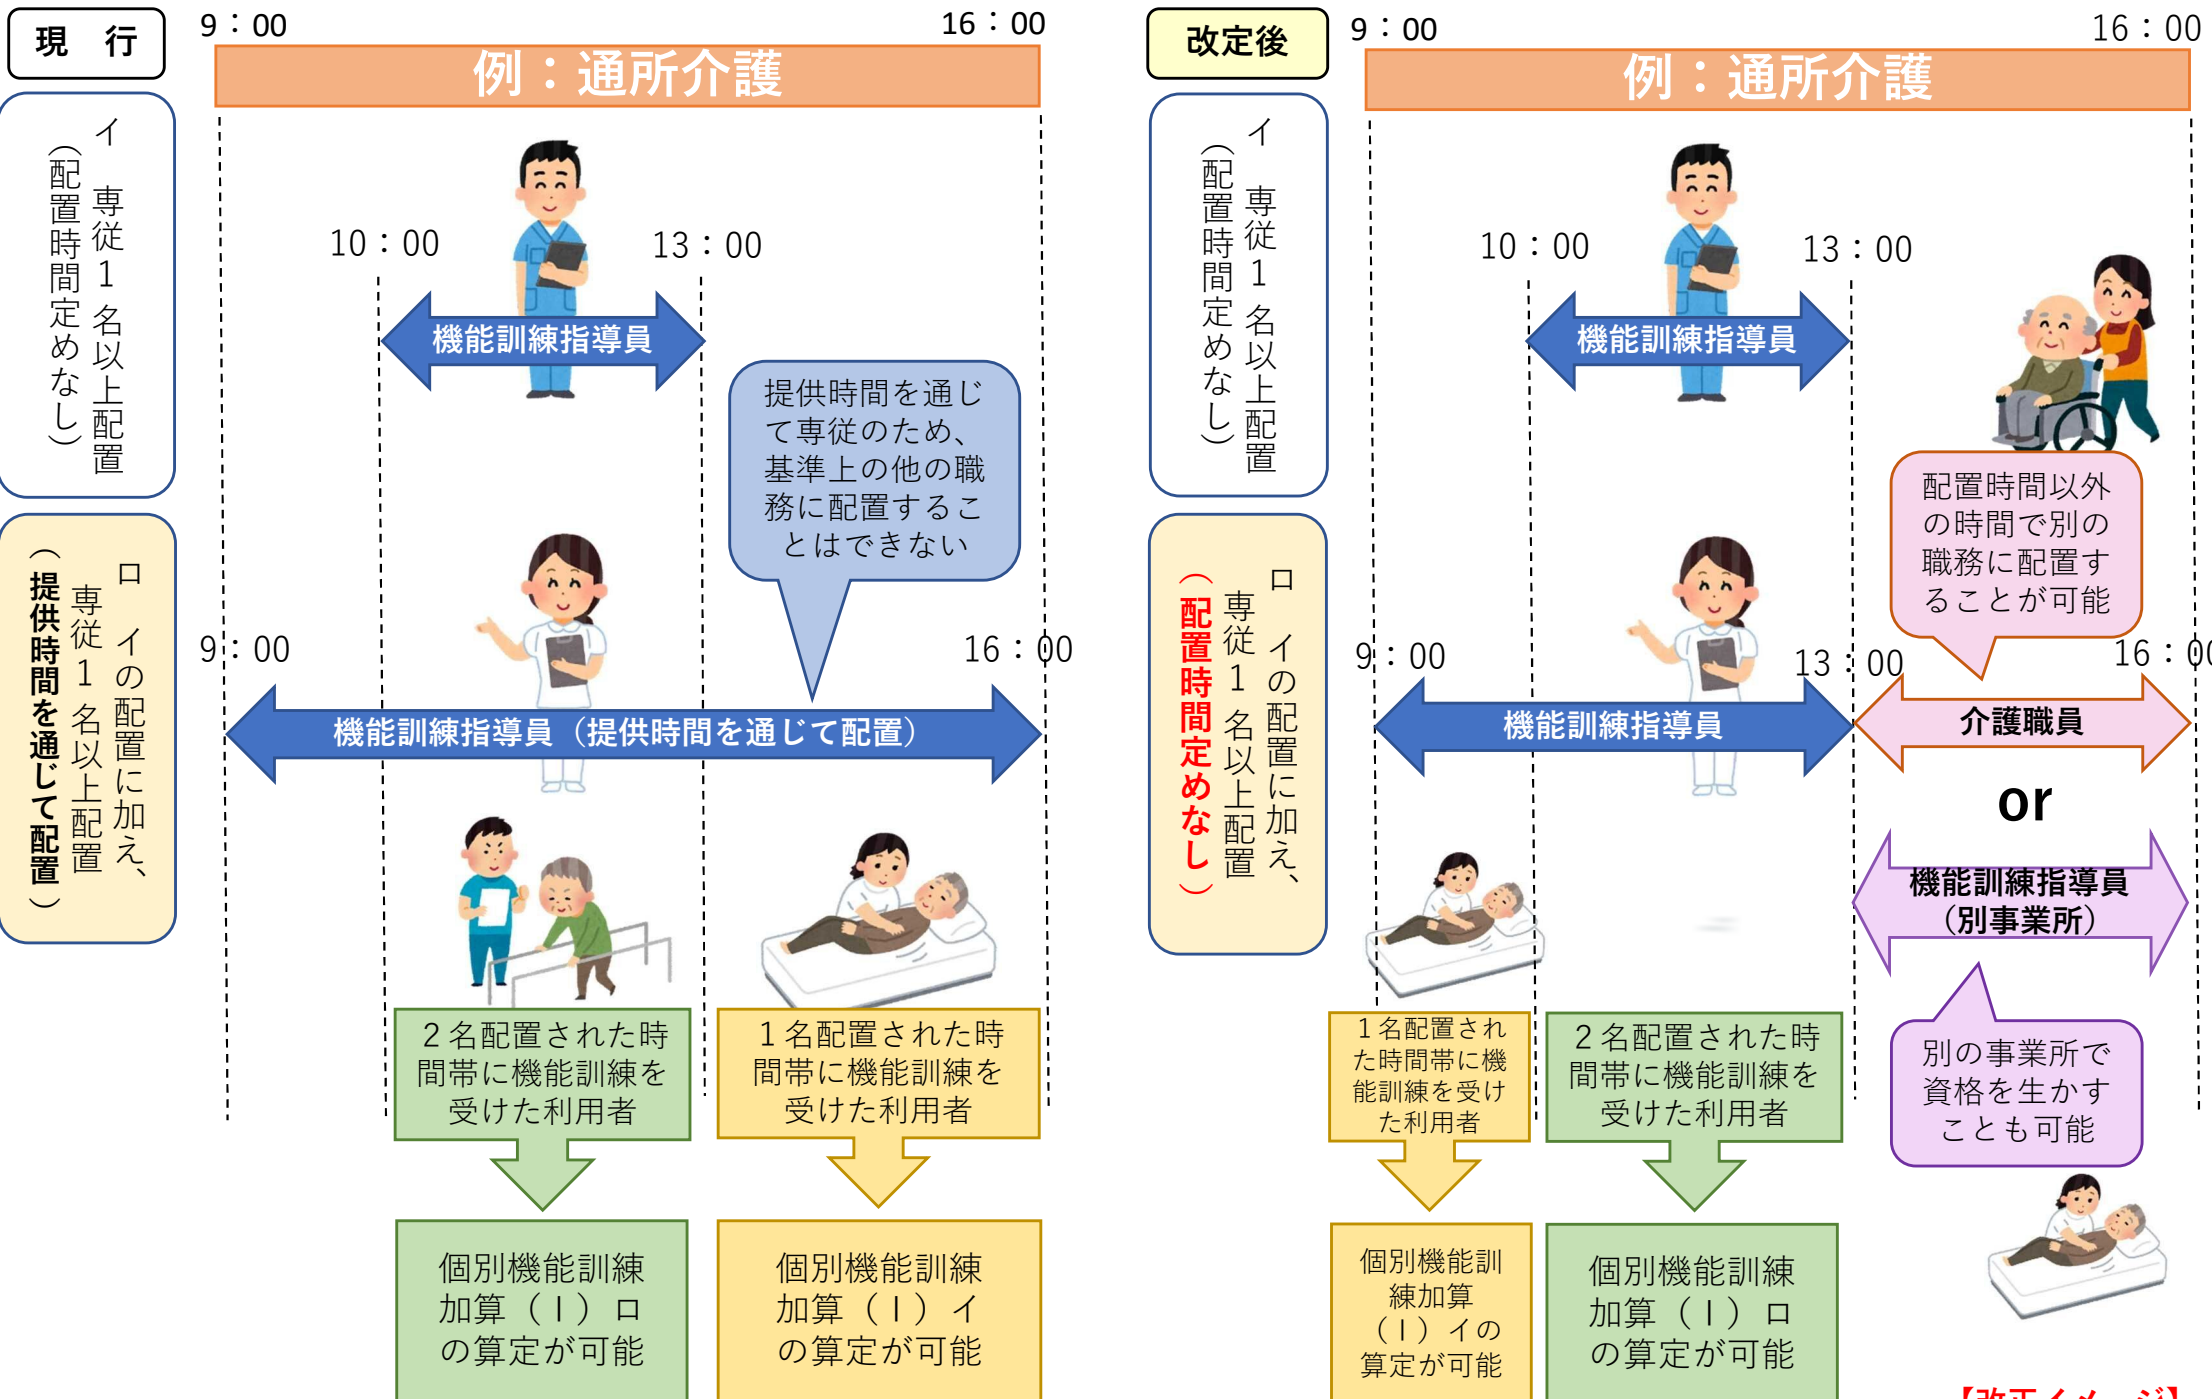 現　行
9：00
16：00
例：通所介護
イ　専従１名以上配置
（配置時間定めなし）
10：00
13：00
機能訓練指導員
提供時間を通じ
て専従のため、
基準上の他の職
務に配置するこ
とはできない
ロ　イの配置に加え、
専従１名以上配置
（提供時間を通じて配置）
9：00
16：00
機能訓練指導員（提供時間を通じて配置）
２名配置された時
間帯に機能訓練を
受けた利用者
１名配置された時
間帯に機能訓練を
受けた利用者
個別機能訓練
加算（Ⅰ）ロ
の算定が可能
個別機能訓練
加算（Ⅰ）イ
の算定が可能
改定後
9：00
16：00
例：通所介護
イ　専従１名以上配置
（配置時間定めなし）
10：00
13：00
機能訓練指導員
配置時間以外
の時間で別の
職務に配置す
ることが可能
ロ　イの配置に加え、
専従１名以上配置
（配置時間定めなし）
9：00
13：00
16：00
機能訓練指導員
介護職員
or
機能訓練指導員
（別事業所）
別の事業所で
資格を生かす
ことも可能
１名配置され
た時間帯に機
能訓練を受け
た利用者
２名配置された時
間帯に機能訓練を
受けた利用者
個別機能訓
練加算
（Ⅰ）イの
算定が可能
個別機能訓練
加算（Ⅰ）ロ
の算定が可能
【改正イメージ】